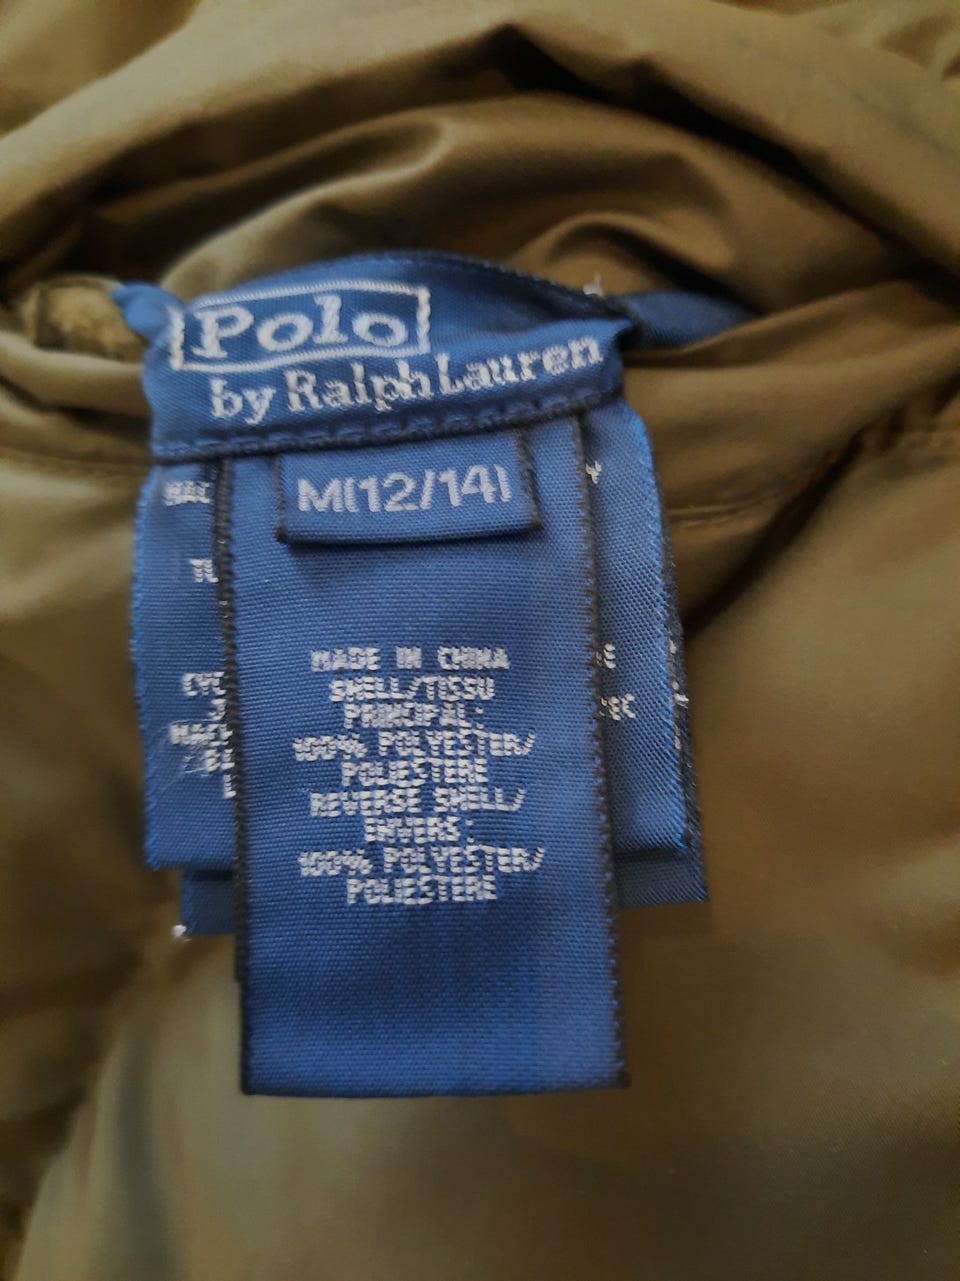 Polo
by Ralph Lauren
M(12/14)
MADE IN CHINA
SHELL/TISSU
PRINCIPAL:
100% POLYESTER/
POLIESTERE
REVERSE SHELL/
ENVERS:
100% POLYESTER/
POLIESTERE